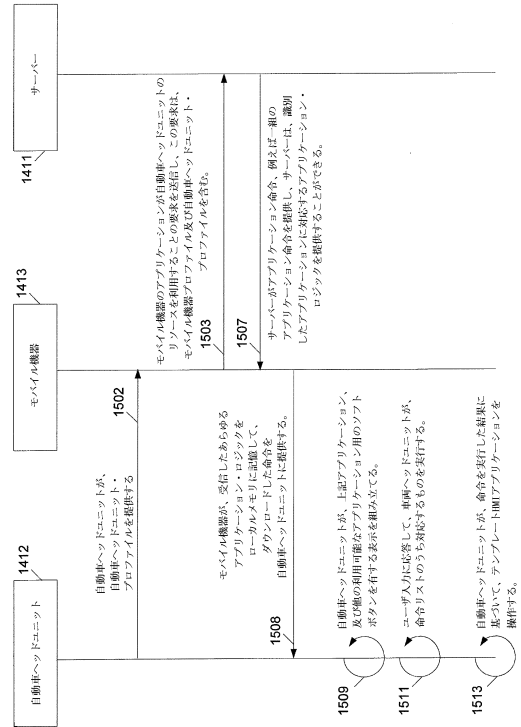 自動車ヘッドユニット
1412
モバイル機器
1413
サーバー
1411
自動車ヘッドユニットが、
自動車ヘッドユニット・
プロファイルを提供する
1502
モバイル機器のアプリケーションが自動車ヘッドユニットの
リソースを利用することの要求を送信し、この要求は、
モバイル機器プロファイル及び自動車ヘッドユニット・
プロファイルを含む。
1503
サーバーがアプリケーション命令、例えば一組の
アプリケーション命令を提供し、サーバーは、識別
したアプリケーションに対応するアプリケーション・
ロジックを提供することができる。
1507
モバイル機器が、受信したあらゆる
アプリケーション・ロジックを
ローカルメモリに記憶して、
ダウンロードした命令を
自動車ヘッドユニットに提供する。
1508
自動車ヘッドユニットが、上記アプリケーション、
及び他の利用可能なアプリケーション用のソフト
ボタンを有する表示を組み立てる。
1509
ユーザ入力に応答して、車両ヘッドユニットが、
命令リストのうち対応するものを実行する。
1511
自動車ヘッドユニットが、命令を実行した結果に
基づいて、テンプレートHMIアプリケーションを
操作する。
1513